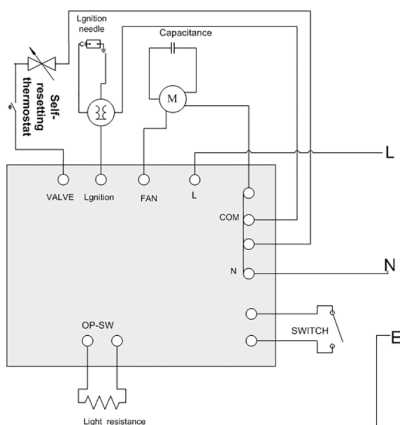 Lgnition
needle
Capacitance
Self-
resetting
thermostat
M
L
VALVE
Lgnition
FAN
L
COM
N
N
OP-SW
SWITCH
E
Light resistance